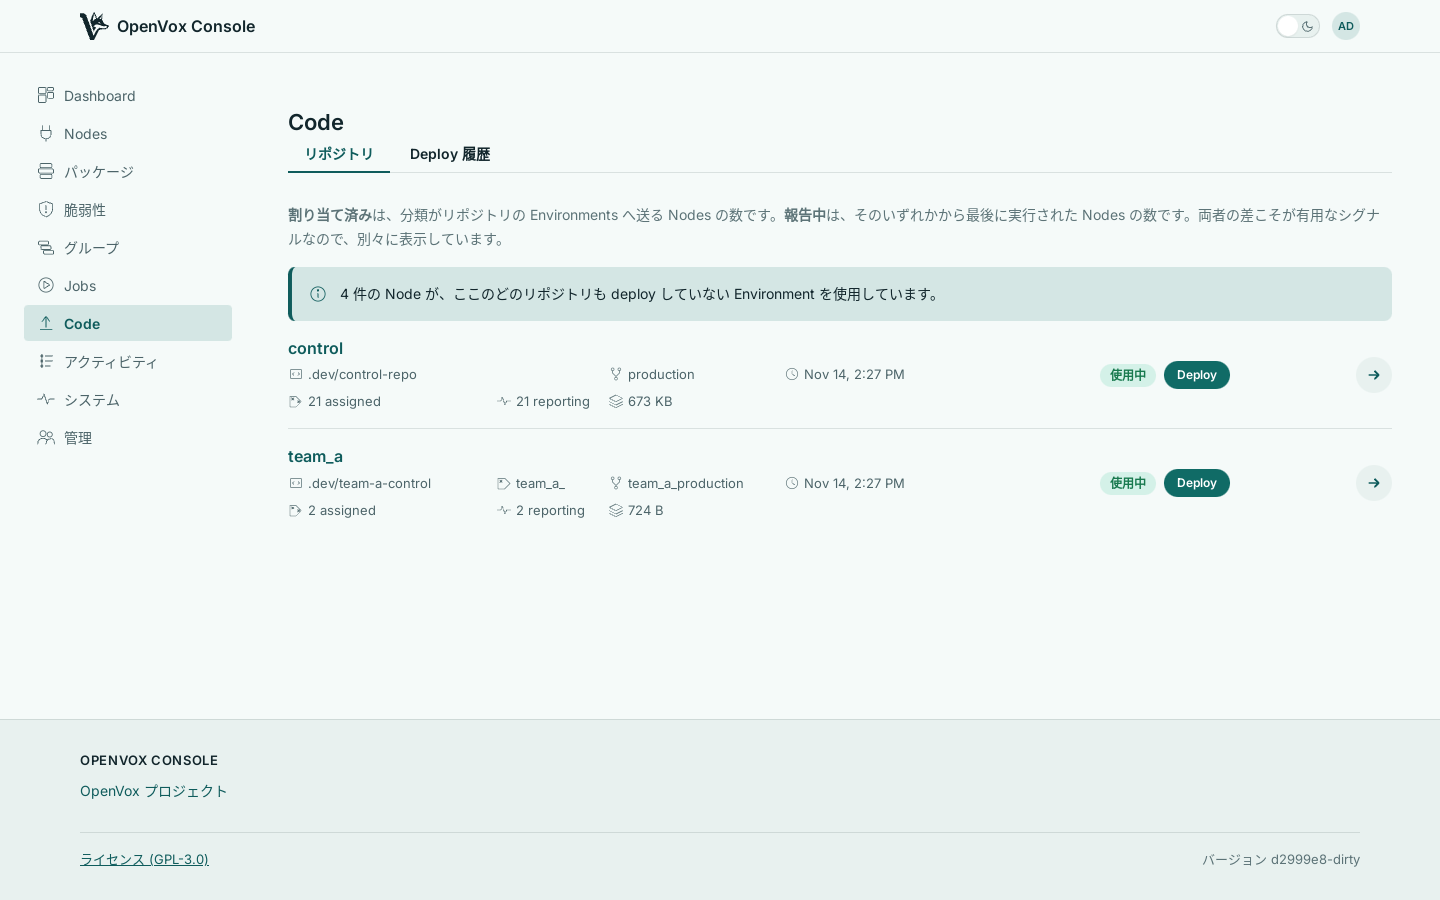 OpenVox Console
AD
Dashboard
Nodes
パッケージ
脆弱性
グループ
Jobs
Code
アクティビティ
システム
管理
Code
リポジトリ
Deploy 履歴
割り当て済みは、分類がリポジトリの Environments へ送る Nodes の数です。報告中は、そのいずれかから最後に実行された Nodes の数です。両者の差こそが有用なシグナ
ルなので、別々に表示しています。
4 件の Node が、ここのどのリポジトリも deploy していない Environment を使用しています。
control
.dev/control-repo
production
Nov 14, 2:27 PM
使用中
Deploy
21 assigned
21 reporting
673 KB
team_a
.dev/team-a-control
team_a_
team_a_production
Nov 14, 2:27 PM
使用中
Deploy
2 assigned
2 reporting
724 B
OPENVOX CONSOLE
OpenVox プロジェクト
ライセンス (GPL-3.0)
バージョン d2999e8-dirty